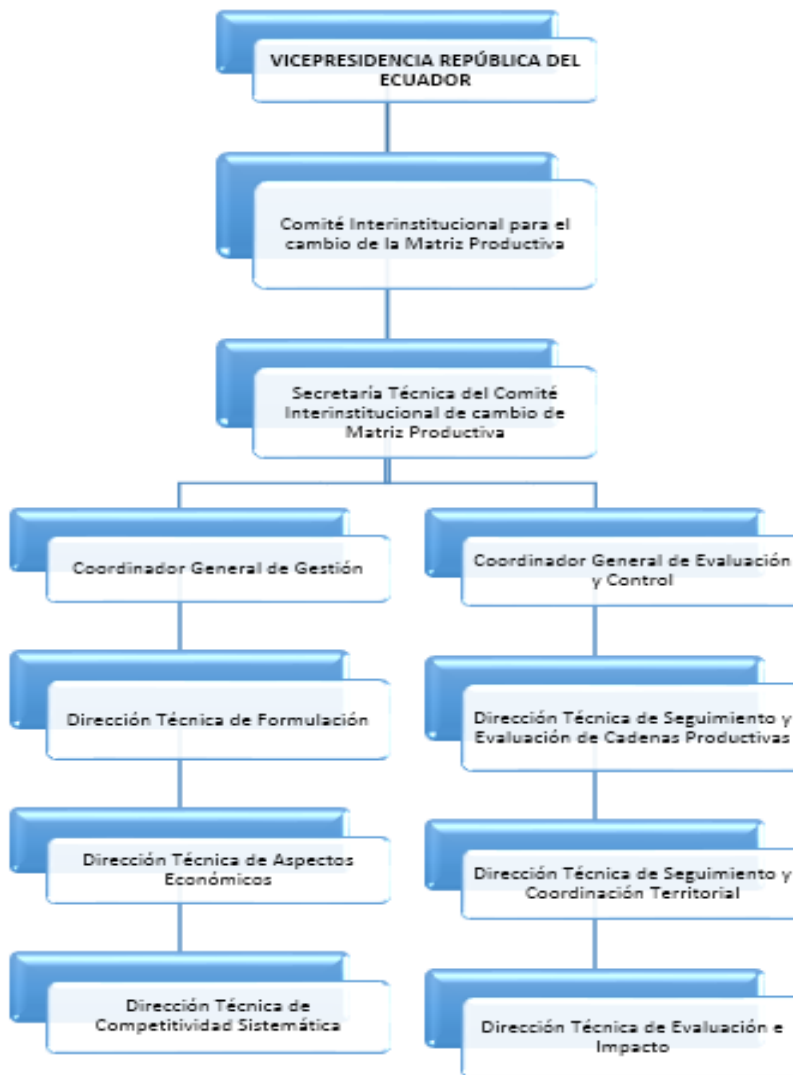 VICEPRESIDENCIA REPÚBLICA DEL
ECUADOR
Comité Interinstitucional para el
cambio de la Matriz Productiva
Secretaría Técnica del Comité
Interinstitucional de cambio de
Matriz Productiva
Coordinador General de Gestión
Dirección Técnica de Formulación
Dirección Técnica de Aspectos
Económicos
Dirección Técnica de
Competitividad Sistemática
Coordinador General de Evaluación
y Control
Dirección Técnica de Seguimiento y
Evaluación de Cadenas Productivas
Dirección Técnica de Seguimiento y
Coordinación Territorial
Dirección Técnica de Evaluación e
Impacto